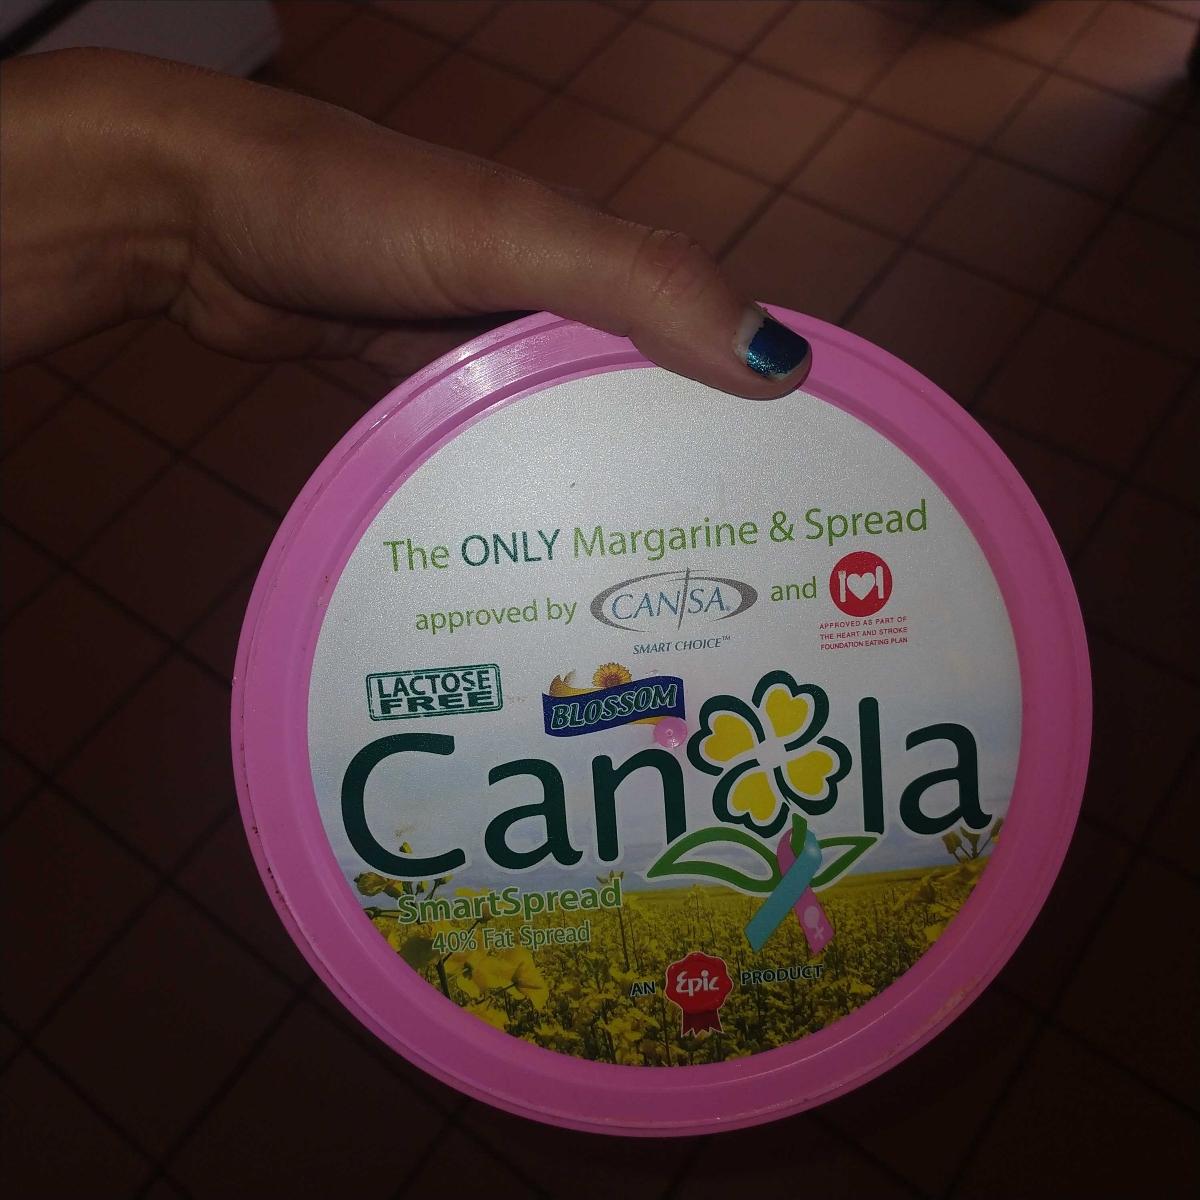 The ONLY Margarine & Spread
approved by CANSA® and
SMART CHOICE™
APPROVED AS PART OF
THE HEART AND STROKE
FOUNDATION EATING PLAN
LACTOSE
FREE
BLOSSOM
Canola
SmartSpread
40% Fat Spread
AN Epic PRODUCT